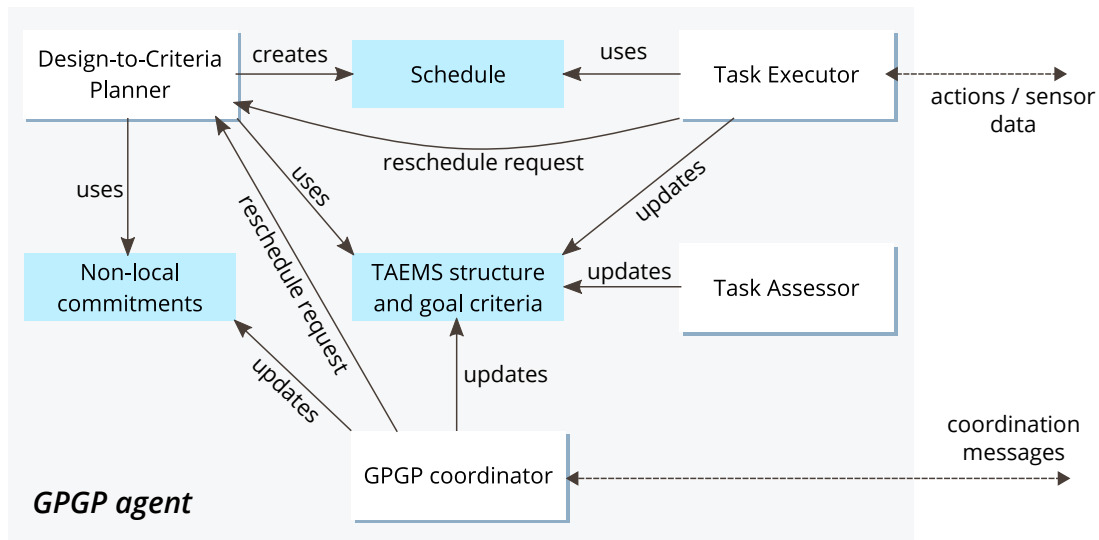 Design-to-Criteria
Planner
creates
Schedule
uses
Task Executor
actions / sensor
data
reschedule request
uses
uses
updates
reschedule request
Non-local
commitments
TAEMS structure
and goal criteria
updates
Task Assessor
updates
updates
coordination
messages
GPGP coordinator
GPGP agent